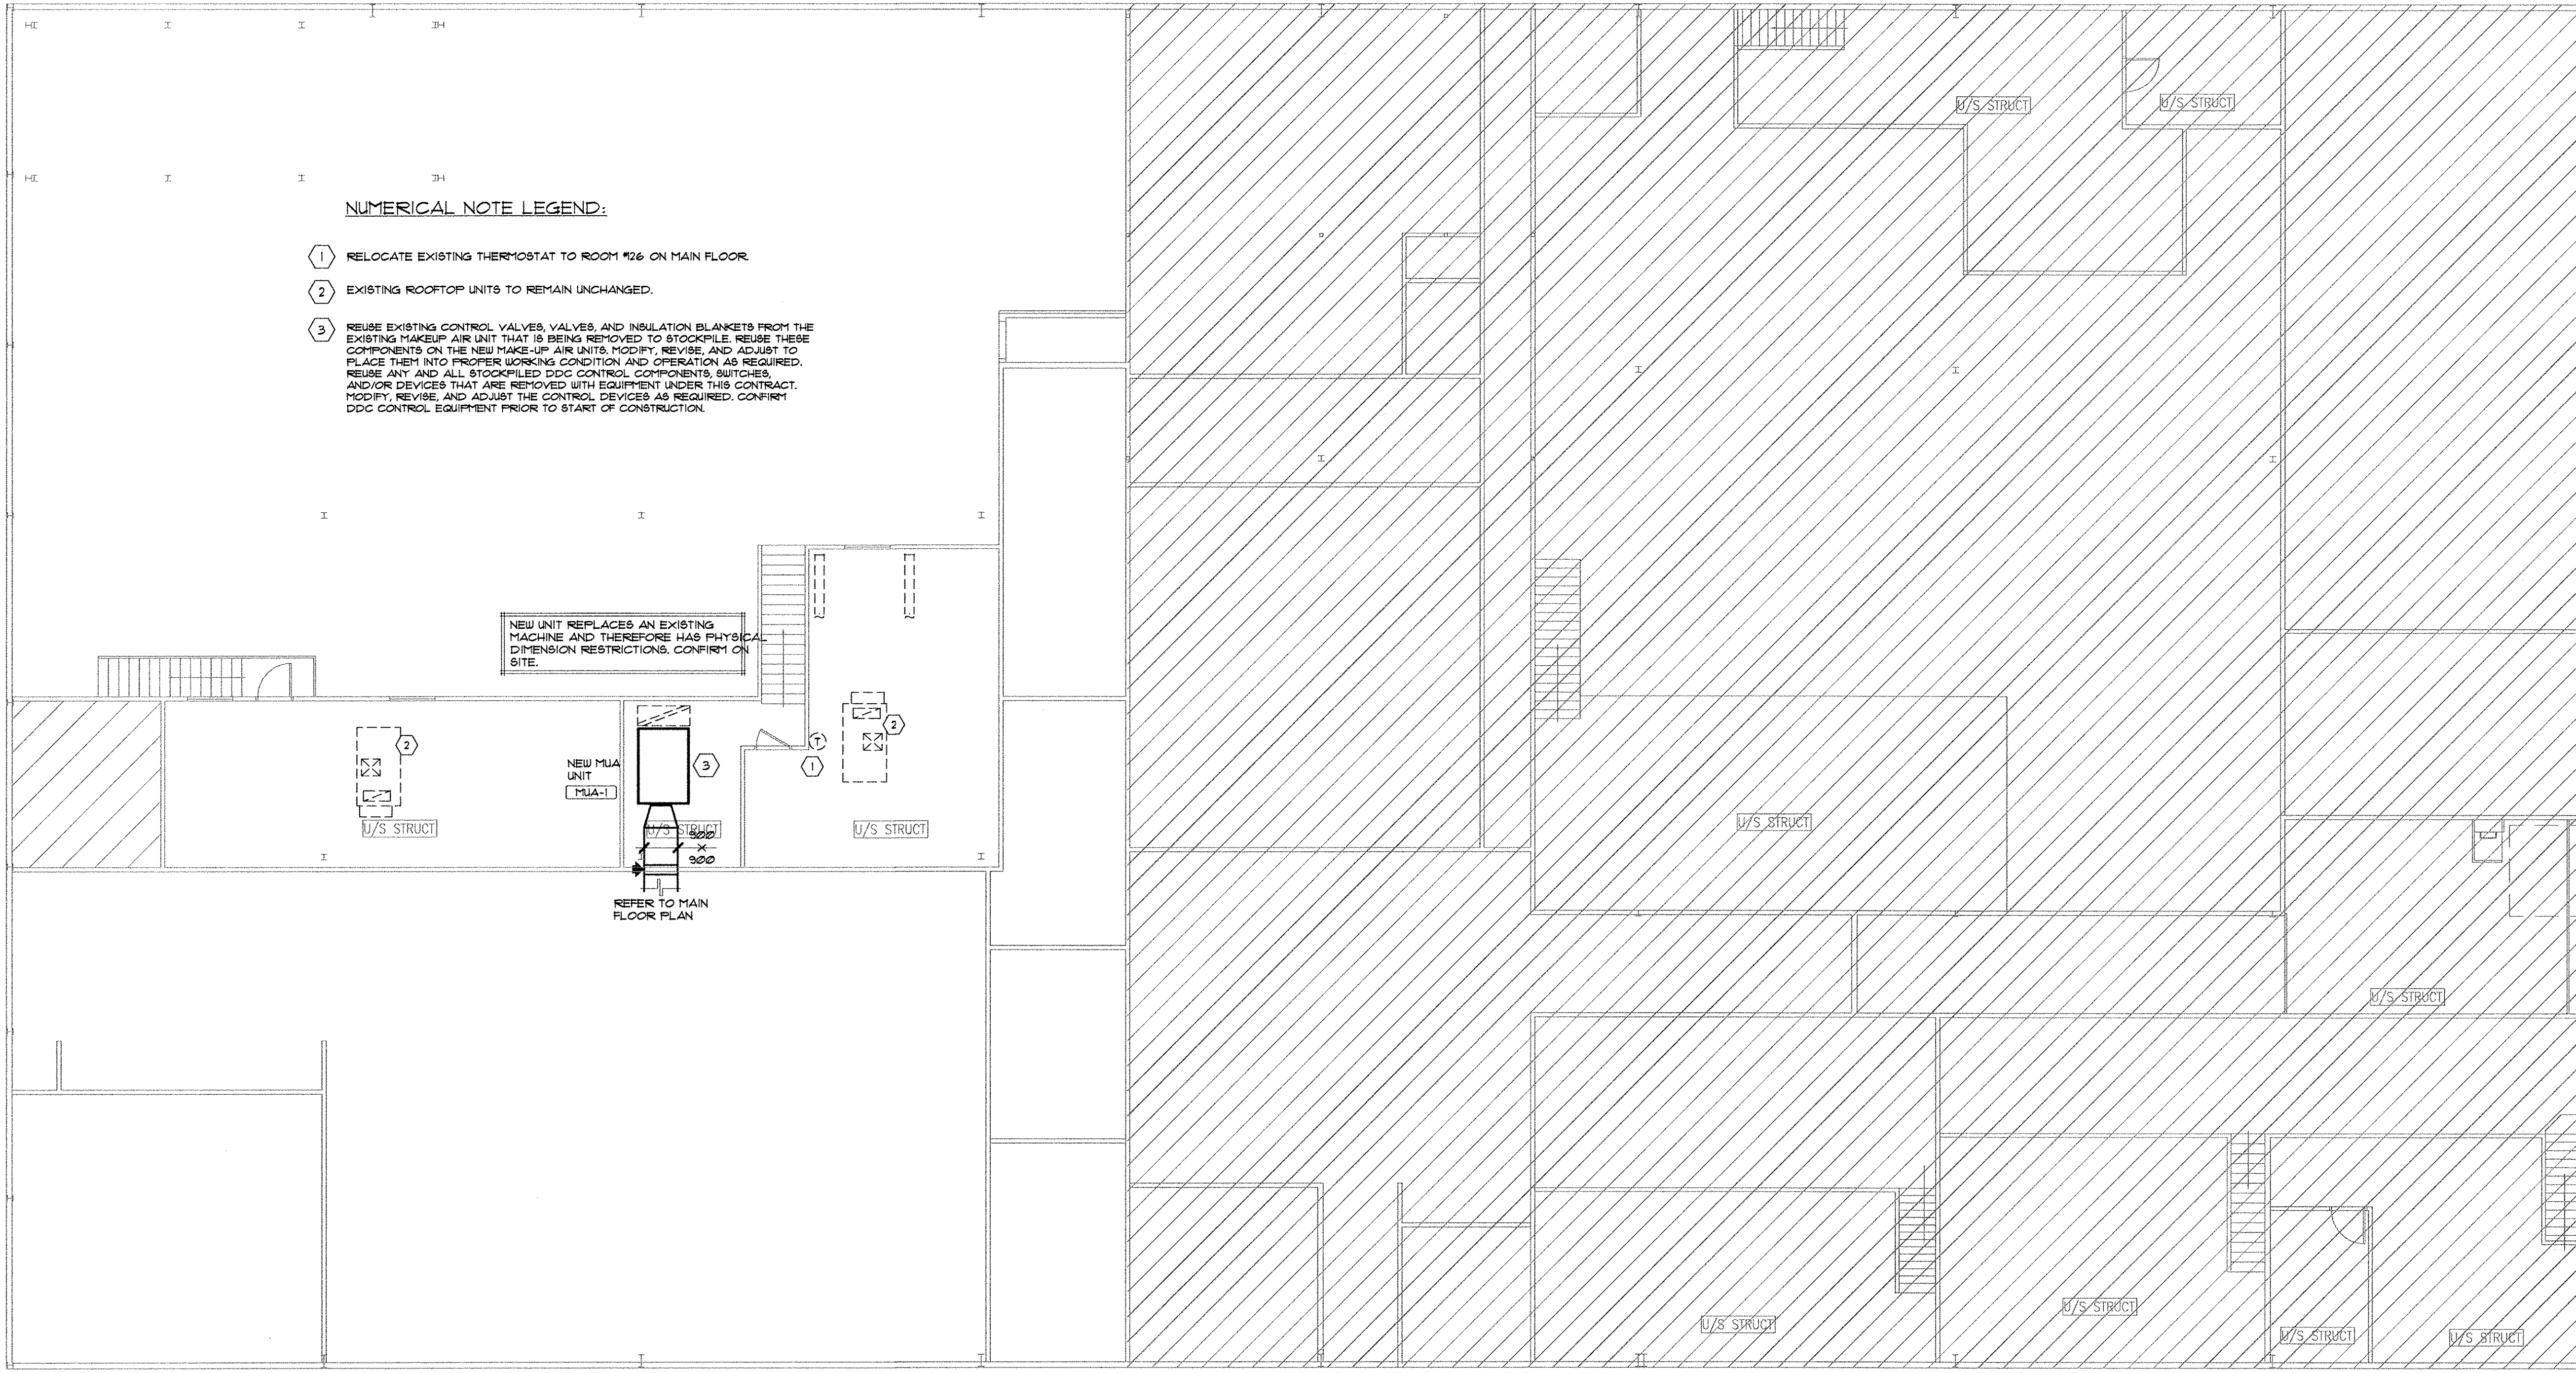 U/S STRUCT
U/S STRUCT
NUMERICAL NOTE LEGEND:
1 RELOCATE EXISTING THERMOSTAT TO ROOM #126 ON MAIN FLOOR.
2 EXISTING ROOFTOP UNITS TO REMAIN UNCHANGED.
3 REUSE EXISTING CONTROL VALVES, VALVES, AND INSULATION BLANKETS FROM THE
EXISTING MAKEUP AIR UNIT THAT IS BEING REMOVED TO STOCKPILE. REUSE THESE
COMPONENTS ON THE NEW MAKE-UP AIR UNITS. MODIFY, REVISE, AND ADJUST TO
PLACE THEM INTO PROPER WORKING CONDITION AND OPERATION AS REQUIRED.
REUSE ANY AND ALL STOCKPILED DDC CONTROL COMPONENTS, SWITCHES,
AND/OR DEVICES THAT ARE REMOVED WITH EQUIPMENT UNDER THIS CONTRACT.
MODIFY, REVISE, AND ADJUST THE CONTROL DEVICES AS REQUIRED. CONFIRM
DDC CONTROL EQUIPMENT PRIOR TO START OF CONSTRUCTION.
NEW UNIT REPLACES AN EXISTING
MACHINE AND THEREFORE HAS PHYSICAL
DIMENSION RESTRICTIONS. CONFIRM ON
SITE.
2
2
T
1
3
NEW MUA
UNIT
MUA-1
U/S STRUCT
U/S STRUCT
U/S STRUCT
900
X
900
REFER TO MAIN
FLOOR PLAN
U/S STRUCT
U/S STRUCT
U/S STRUCT
U/S STRUCT
U/S STRUCT
U/S STRUCT